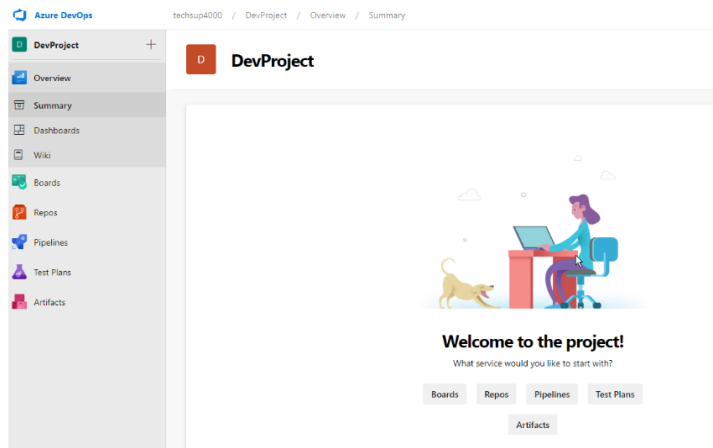 Azure DevOps
techsup4000 / DevProject / Overview / Summary
D DevProject +
Overview
Summary
Dashboards
Wiki
Boards
Repos
Pipelines
Test Plans
Artifacts
D DevProject
Welcome to the project!
What service would you like to start with?
Boards Repos Pipelines Test Plans
Artifacts